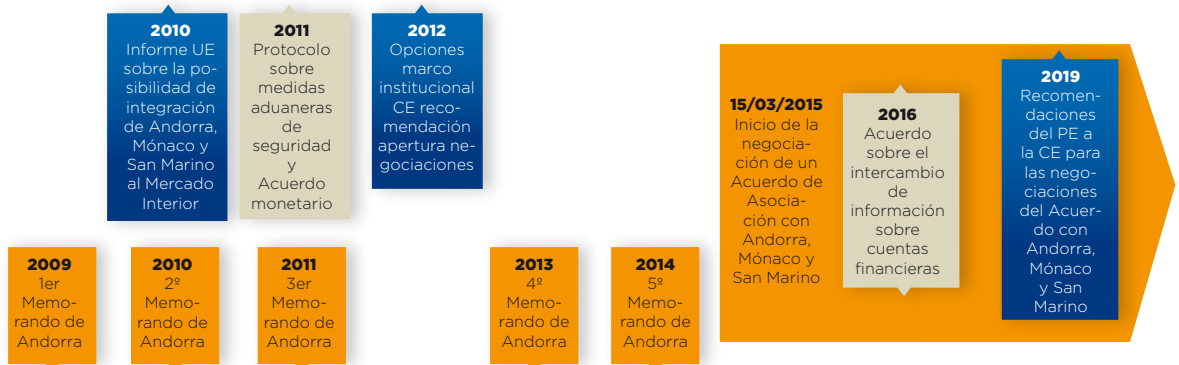 2010
Informe UE
sobre la po-
sibilidad de
integración
de Andorra,
Mónaco y
San Marino
al Mercado
Interior
2011
Protocolo
sobre
medidas
aduaneras
de
seguridad
y
Acuerdo
monetario
2012
Opciones
marco
institucional
CE reco-
mendación
apertura ne-
gociaciones
15/03/2015
Inicio de la
negocia-
ción de un
Acuerdo de
Asocia-
ción con
Andorra,
Mónaco y
San Marino
2016
Acuerdo
sobre el
intercambio
de
información
sobre
cuentas
financieras
2019
Recomen-
daciones
del PE a
la CE para
las nego-
ciaciones
del Acuer-
do con
Andorra,
Mónaco
y San
Marino
2009
1er
Memo-
rando de
Andorra
2010
2º
Memo-
rando de
Andorra
2011
3er
Memo-
rando de
Andorra
2013
4º
Memo-
rando de
Andorra
2014
5º
Memo-
rando de
Andorra